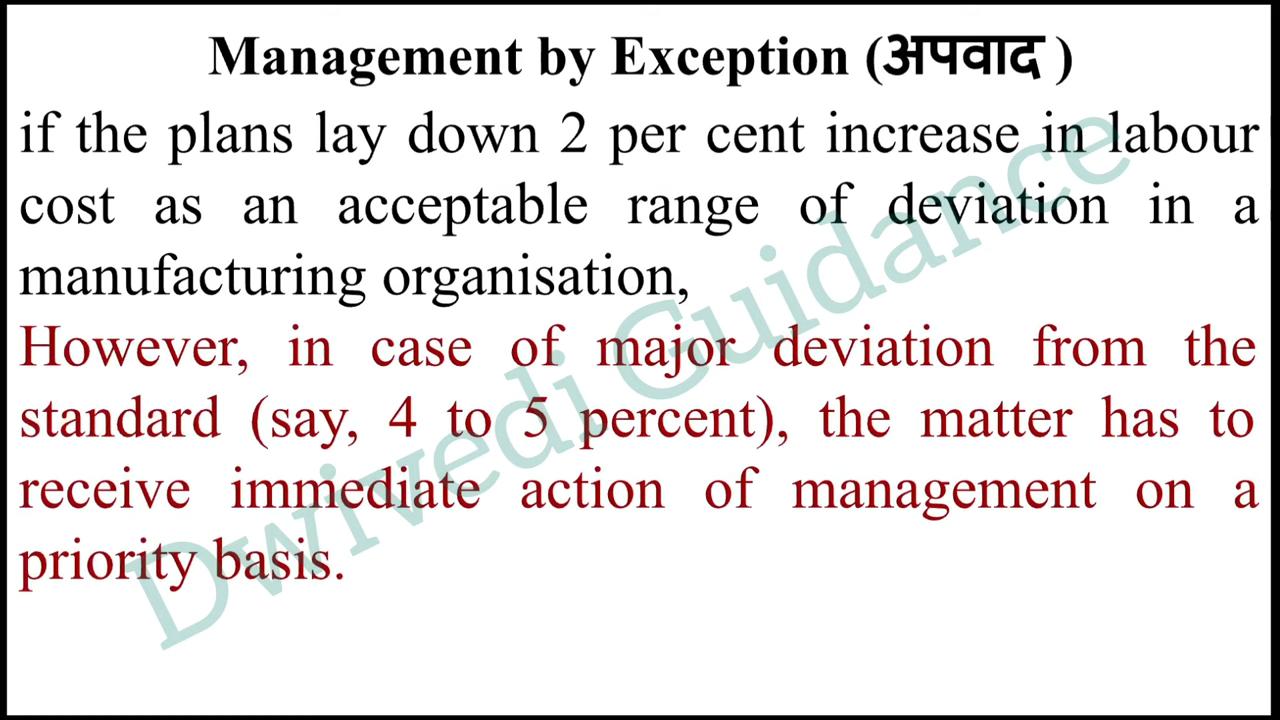 Management by Exception (अपवाद )
if the plans lay down 2 per cent increase in labour
cost as an acceptable range of deviation in a
manufacturing organisation,
However, in case of major deviation from the
standard (say, 4 to 5 percent), the matter has to
receive immediate action of management on a
priority basis.
Dwivedi Guidance